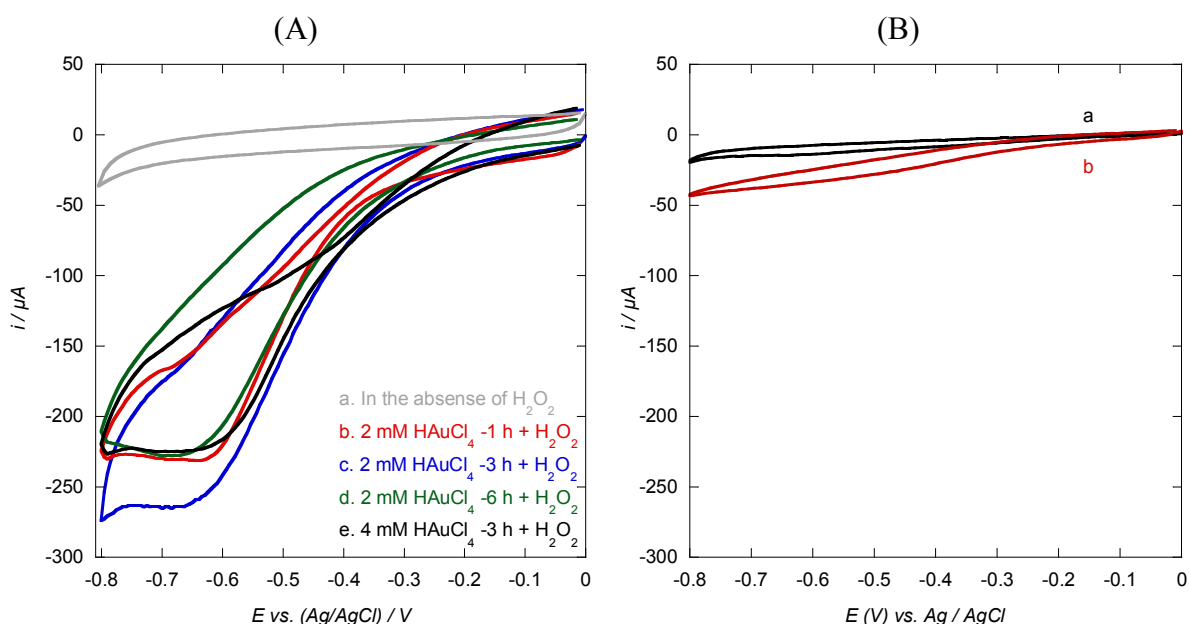 (A)
50
0
-50
-100
-150
-200
-250
-300
i / µA
a. In the absense of H₂O₂
b. 2 mM HAuCl₄ -1 h + H₂O₂
c. 2 mM HAuCl₄ -3 h + H₂O₂
d. 2 mM HAuCl₄ -6 h + H₂O₂
e. 4 mM HAuCl₄ -3 h + H₂O₂
-0.8 -0.7 -0.6 -0.5 -0.4 -0.3 -0.2 -0.1 0
E vs. (Ag/AgCl) / V
(B)
50
0
-50
-100
-150
-200
-250
-300
i / µA
a
b
-0.8 -0.7 -0.6 -0.5 -0.4 -0.3 -0.2 -0.1 0
E (V) vs. Ag / AgCl